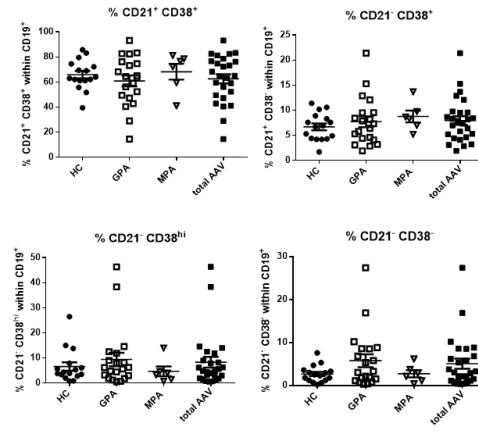 % CD21⁺ CD38⁺
% CD21⁺ CD38⁺ within CD19⁺
100
80
60
40
20
0
HC
GPA
MPA
total AAV
% CD21⁻ CD38⁺
% CD21⁺ CD38⁻ within CD19⁺
25
20
15
10
5
0
HC
GPA
MPA
total AAV
% CD21⁻ CD38ʰⁱ
% CD21⁻ CD38ʰⁱ within CD19⁺
50
40
30
20
10
0
HC
GPA
MPA
total AAV
% CD21⁻ CD38⁻
% CD21⁻ CD38⁻ within CD19⁺
30
20
10
0
HC
GPA
MPA
total AAV